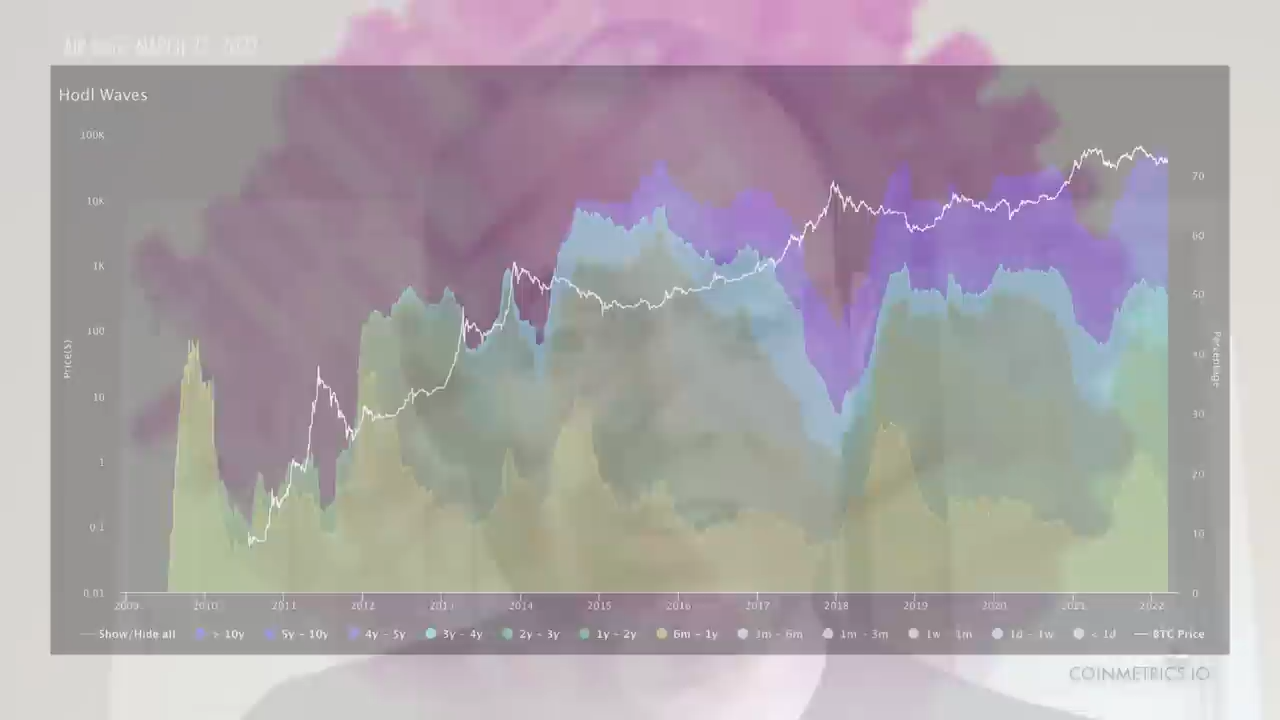 MARCH 2022
Hodl Waves
100K
10K
1K
100
10
1
0.1
0.01
Price($)
70
60
50
40
30
20
10
0
Percentage
2009 2010 2011 2012 2013 2014 2015 2016 2017 2018 2019 2020 2021 2022
Show/Hide all > 10y 5y - 10y 4y - 5y 3y - 4y 2y - 3y 1y - 2y 6m - 1y 3m - 6m 1m - 3m 1w 1m 1d - 1w < 1d BTC Price
COINMETRICS.IO